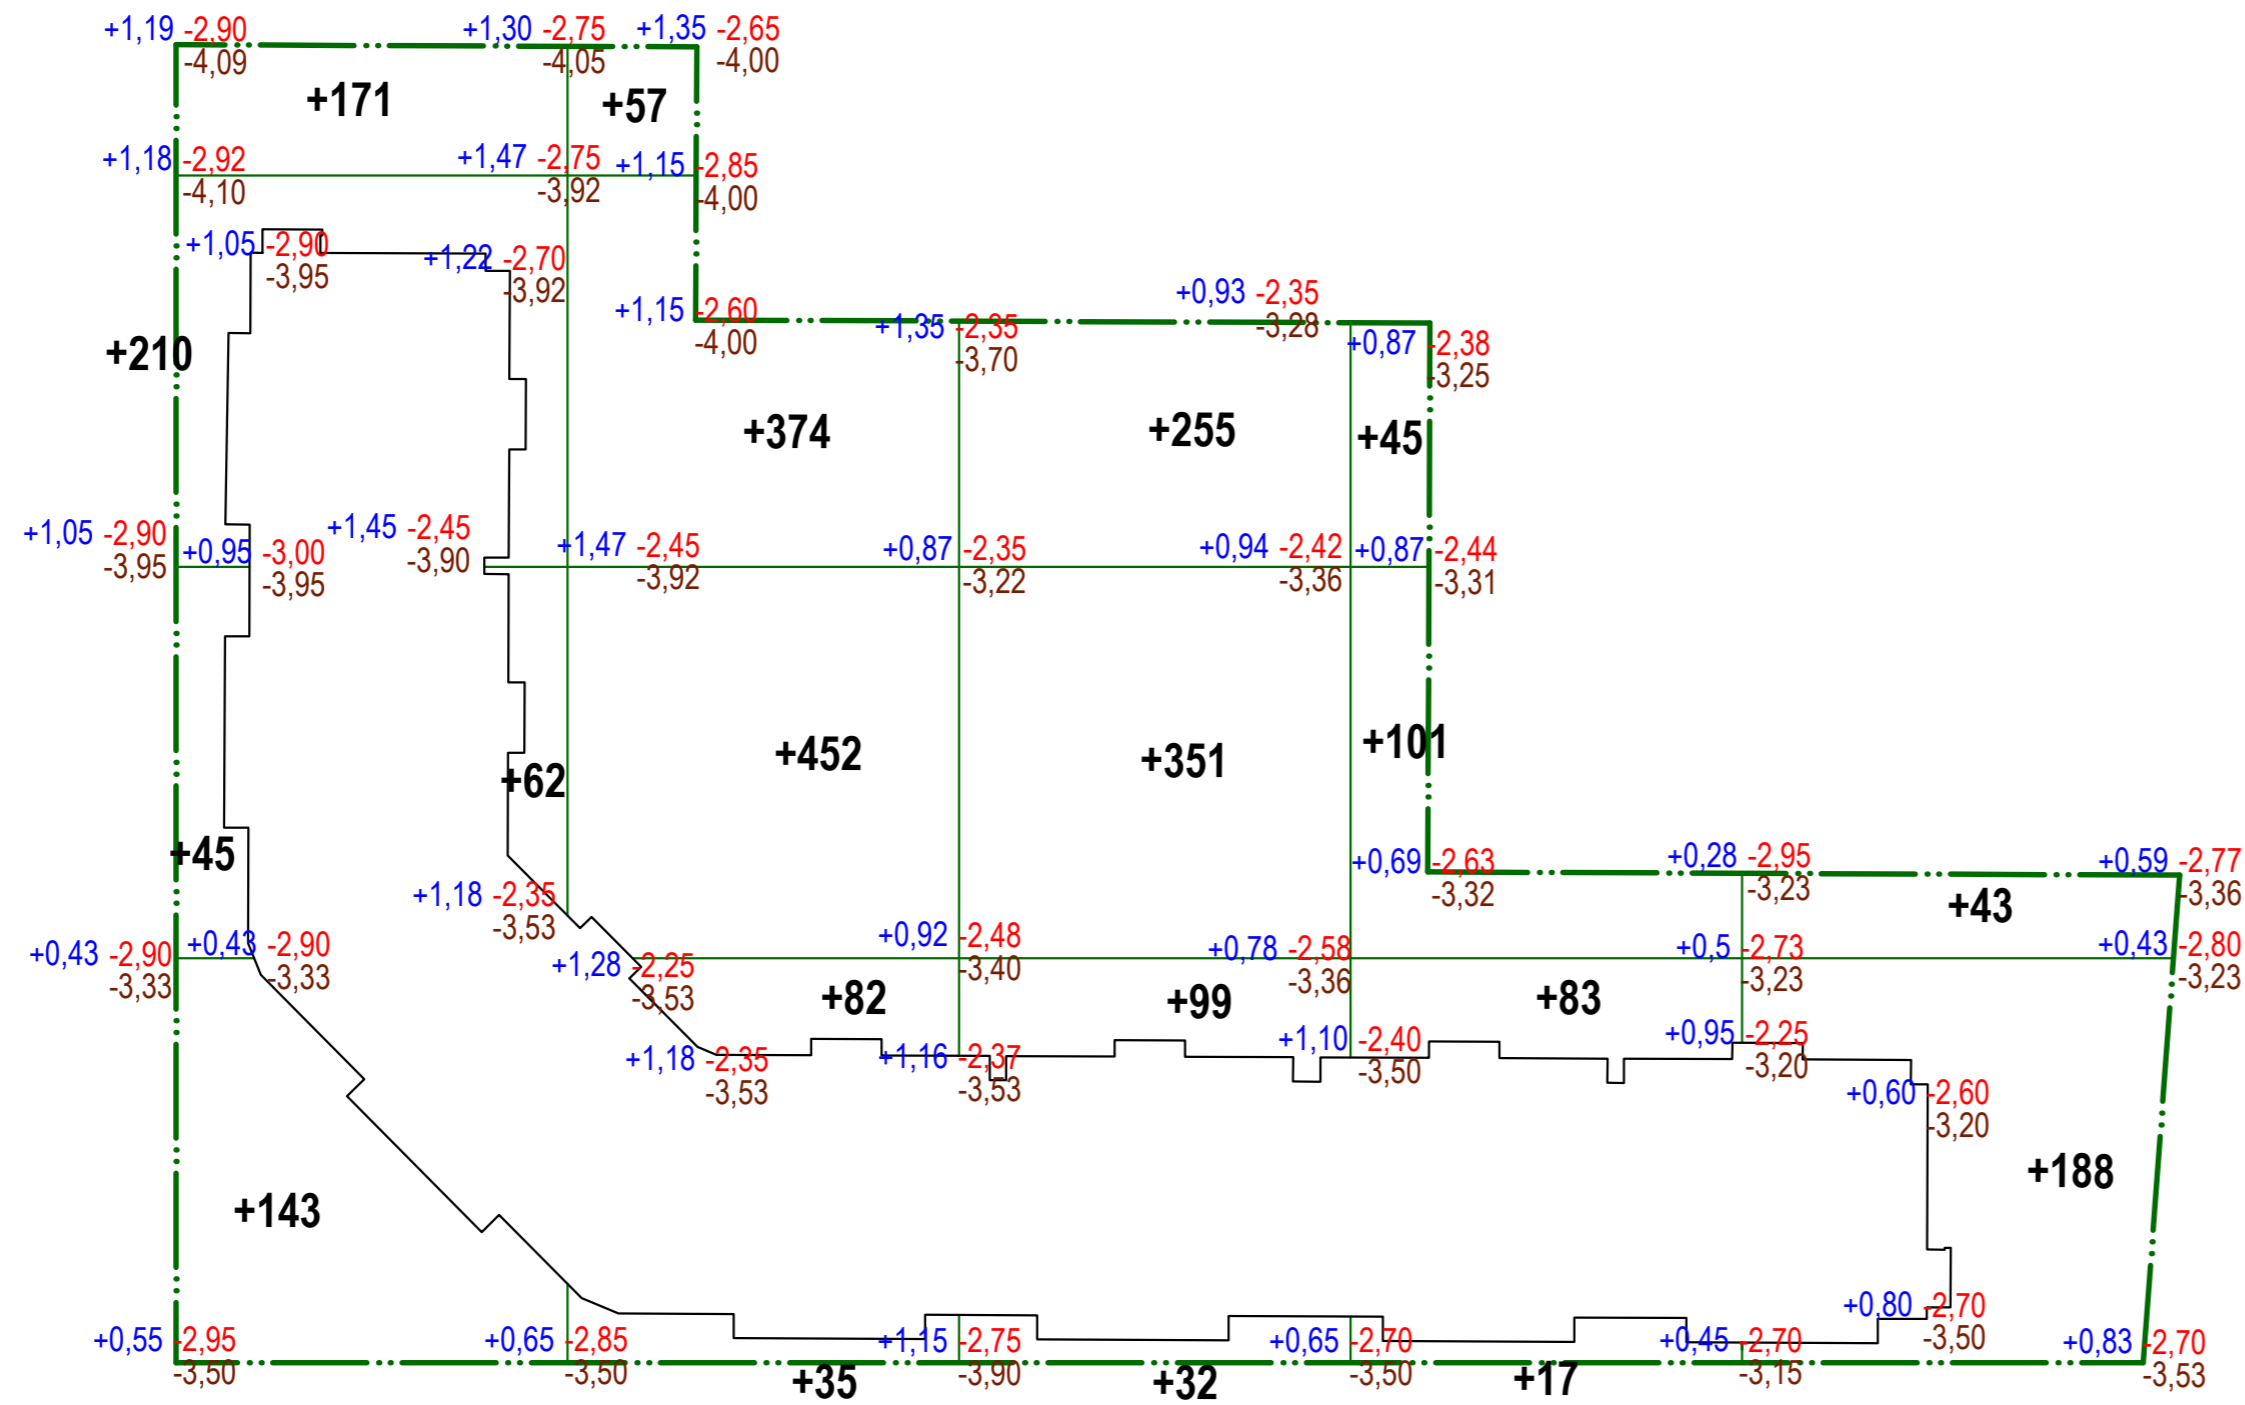 +1,19 -2,90 +1,30 -2,75 +1,35 -2,65
-4,09 -4,05 -4,00
+171 +57
+1,18 -2,92 +1,47 -2,75 +1,15 -2,85
-4,10 -3,92 -4,00
+1,05 -2,90 +1,22 -2,70
-3,95 -3,92
+1,15 -2,60 +1,35 -2,35 +0,93 -2,35
-4,00 -3,70 -3,28
+0,87 -2,38
-3,25
+210
+374 +255 +45
+1,05 -2,90 +0,95 -3,00 +1,45 -2,45 +1,47 -2,45 +0,87 -2,35 +0,94 -2,42 +0,87 -2,44
-3,95 -3,95 -3,90 -3,92 -3,22 -3,36 -3,31
+62 +452 +351 +101
+45
+0,69 -2,63 +0,28 -2,95 +0,59 -2,77
-3,32 -3,23 -3,36
+1,18 -2,35 +43
-3,53
+0,43 -2,90 +0,43 -2,90 +1,28 -2,25 +0,92 -2,48 +0,78 -2,58 +0,5 -2,73 +0,43 -2,80
-3,33 -3,33 -3,53 -3,40 -3,36 -3,23 -3,23
+82 +99 +83
+1,18 -2,35 +1,16 -2,37 +1,10 -2,40 +0,95 -2,25
-3,53 -3,53 -3,50 -3,20
+0,60 -2,60
-3,20
+143 +188
+0,80 -2,70
-3,50
+0,55 -2,95 +0,65 -2,85 +1,15 -2,75 +0,65 -2,70 +0,45 -2,70 +0,83 -2,70
-3,50 -3,50 -3,90 -3,50 -3,15 -3,53
+35 +32 +17